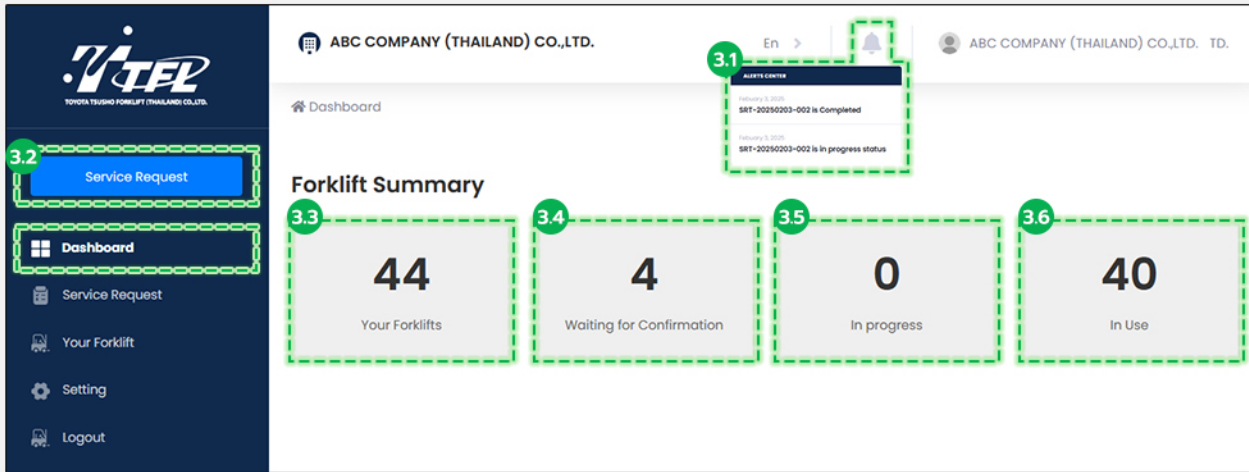 TTFL
TOYOTA TSUSHO FORKLIFT (THAILAND) CO.,LTD.
3.2
Service Request
Dashboard
Service Request
Your Forklift
Setting
Logout
ABC COMPANY (THAILAND) CO.,LTD.
En >
ABC COMPANY (THAILAND) CO.,LTD. TD.
3.1
ALERTS CENTER
Febuary 3, 2025
SRT-20250203-002 is Completed
Febuary 3, 2025
SRT-20250203-002 is in progress status
Dashboard
Forklift Summary
3.3
44
Your Forklifts
3.4
4
Waiting for Confirmation
3.5
0
In progress
3.6
40
In Use